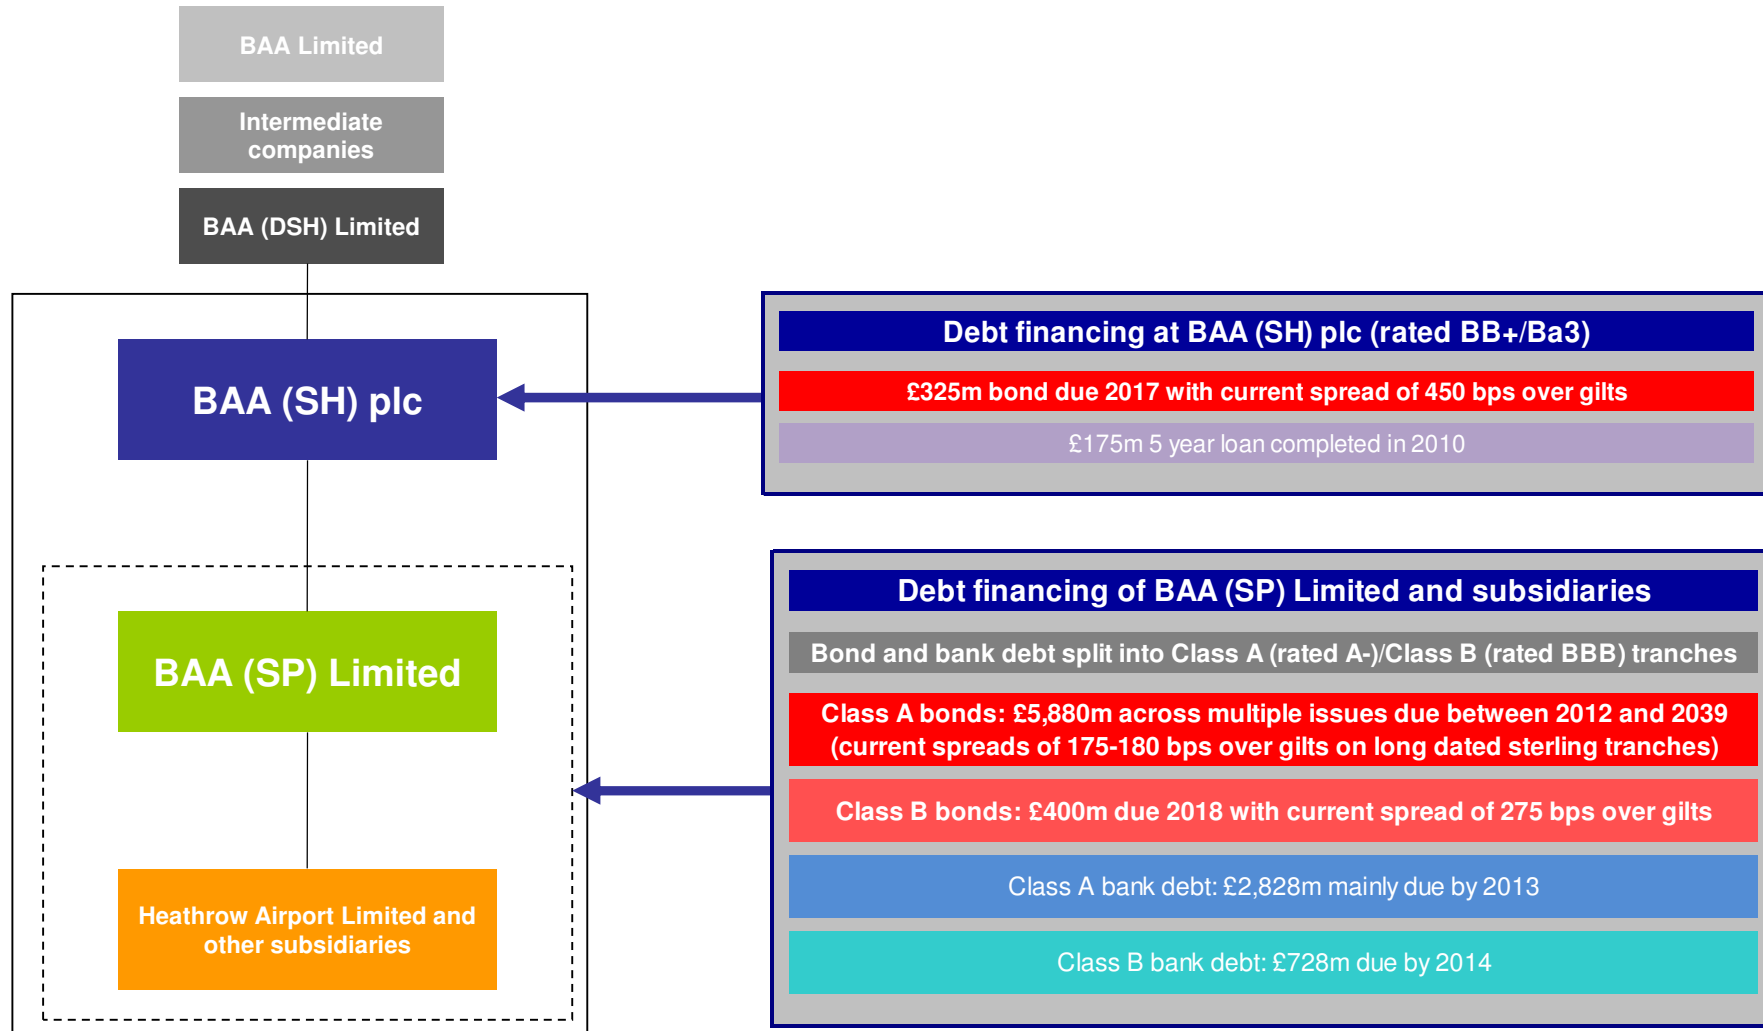 BAA Limited
Intermediate
companies
BAA (DSH) Limited
BAA (SH) plc
BAA (SP) Limited
Heathrow Airport Limited and
other subsidiaries
Debt financing at BAA (SH) plc (rated BB+/Ba3)
£325m bond due 2017 with current spread of 450 bps over gilts
£175m 5 year loan completed in 2010
Debt financing of BAA (SP) Limited and subsidiaries
Bond and bank debt split into Class A (rated A-)/Class B (rated BBB) tranches
Class A bonds: £5,880m across multiple issues due between 2012 and 2039
(current spreads of 175-180 bps over gilts on long dated sterling tranches)
Class B bonds: £400m due 2018 with current spread of 275 bps over gilts
Class A bank debt: £2,828m mainly due by 2013
Class B bank debt: £728m due by 2014